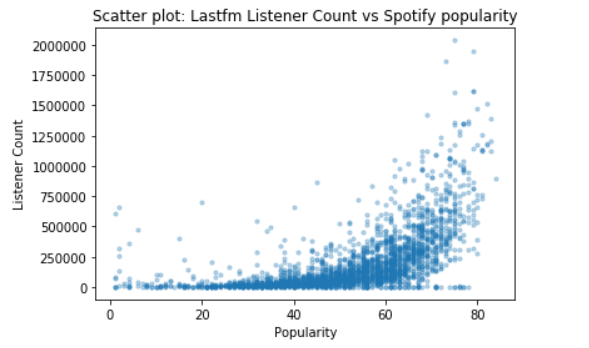 Scatter plot: Lastfm Listener Count vs Spotify popularity
2000000
1750000
1500000
1250000
1000000
750000
500000
250000
0
Listener Count
0 20 40 60 80
Popularity